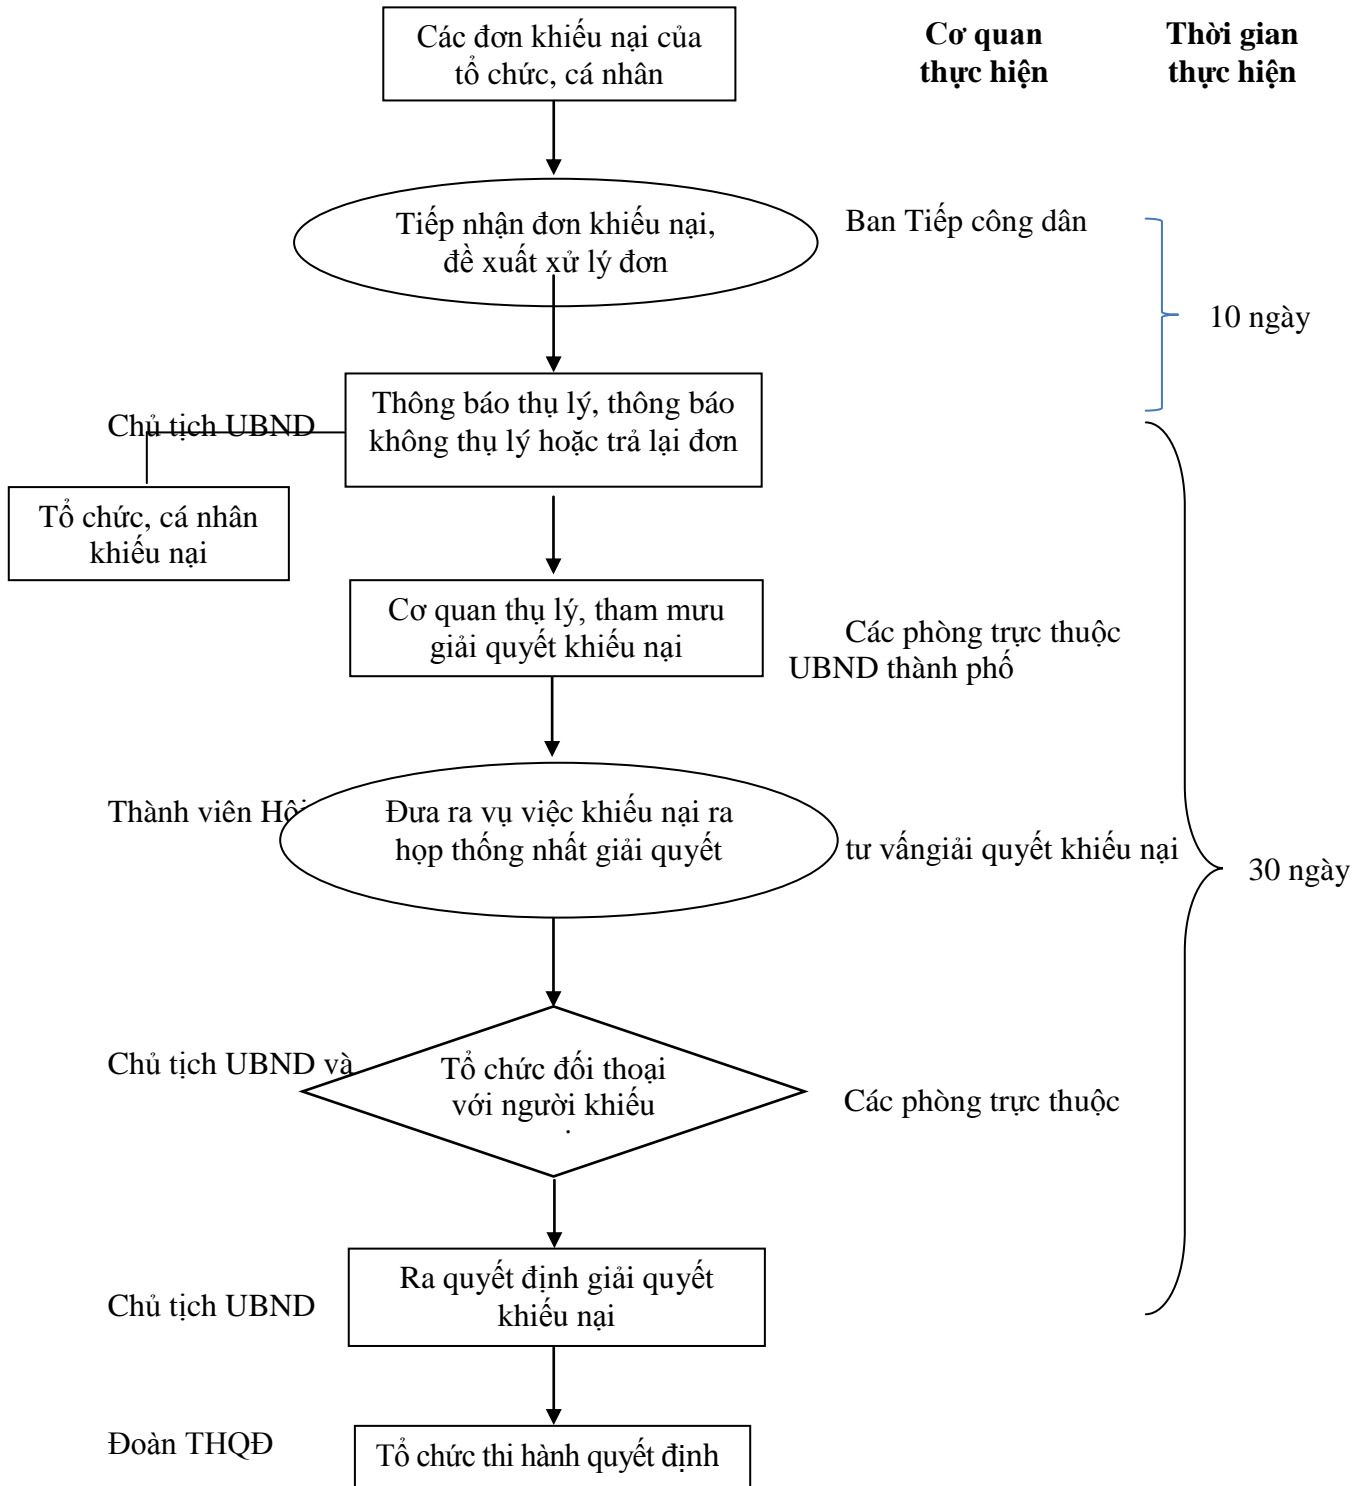 Các đơn khiếu nại của
tổ chức, cá nhân
Cơ quan
thực hiện
Thời gian
thực hiện
Tiếp nhận đơn khiếu nại,
đề xuất xử lý đơn
Ban Tiếp công dân
10 ngày
Chủ tịch UBND
Thông báo thụ lý, thông báo
không thụ lý hoặc trả lại đơn
Tổ chức, cá nhân
khiếu nại
Cơ quan thụ lý, tham mưu
giải quyết khiếu nại
Các phòng trực thuộc
UBND thành phố
Thành viên Hội
Đưa ra vụ việc khiếu nại ra
họp thống nhất giải quyết
tư vấngiải quyết khiếu nại
30 ngày
Chủ tịch UBND và
Tổ chức đối thoại
với người khiếu
Các phòng trực thuộc
Ra quyết định giải quyết
khiếu nại
Chủ tịch UBND
Đoàn THQĐ
Tổ chức thi hành quyết định